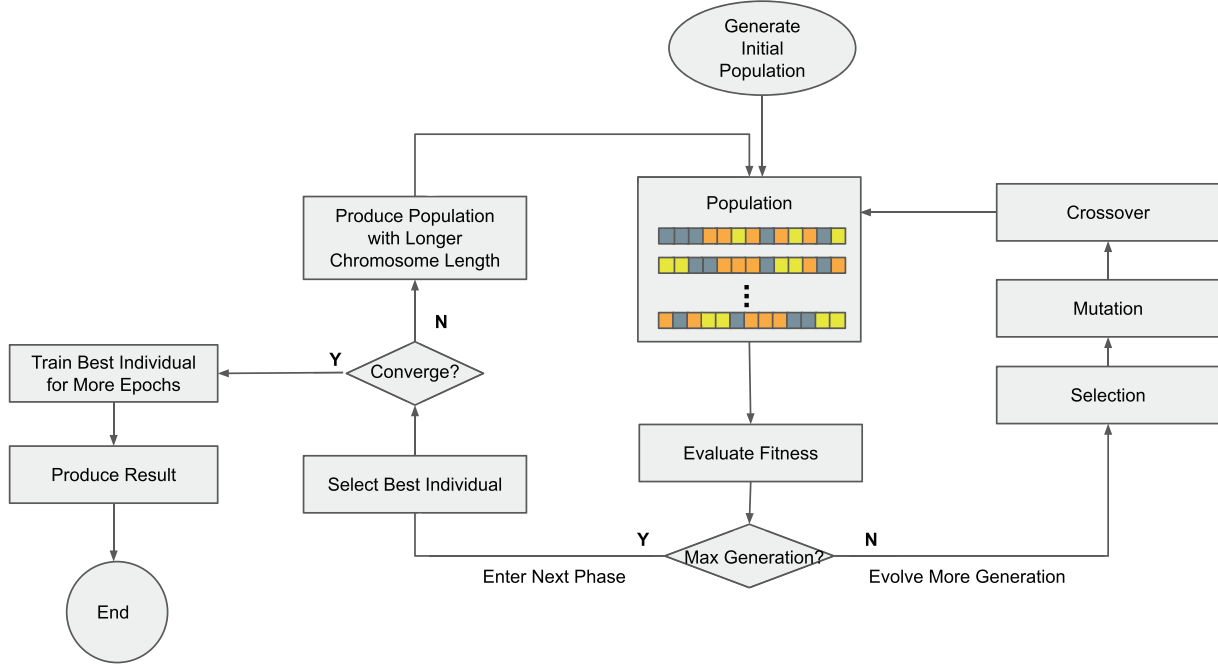 Generate
Initial
Population
Produce Population
with Longer
Chromosome Length
Population
Crossover
Mutation
N
Y
Converge?
Train Best Individual
for More Epochs
Selection
Evaluate Fitness
Produce Result
Select Best Individual
Y
N
Max Generation?
Enter Next Phase
Evolve More Generation
End